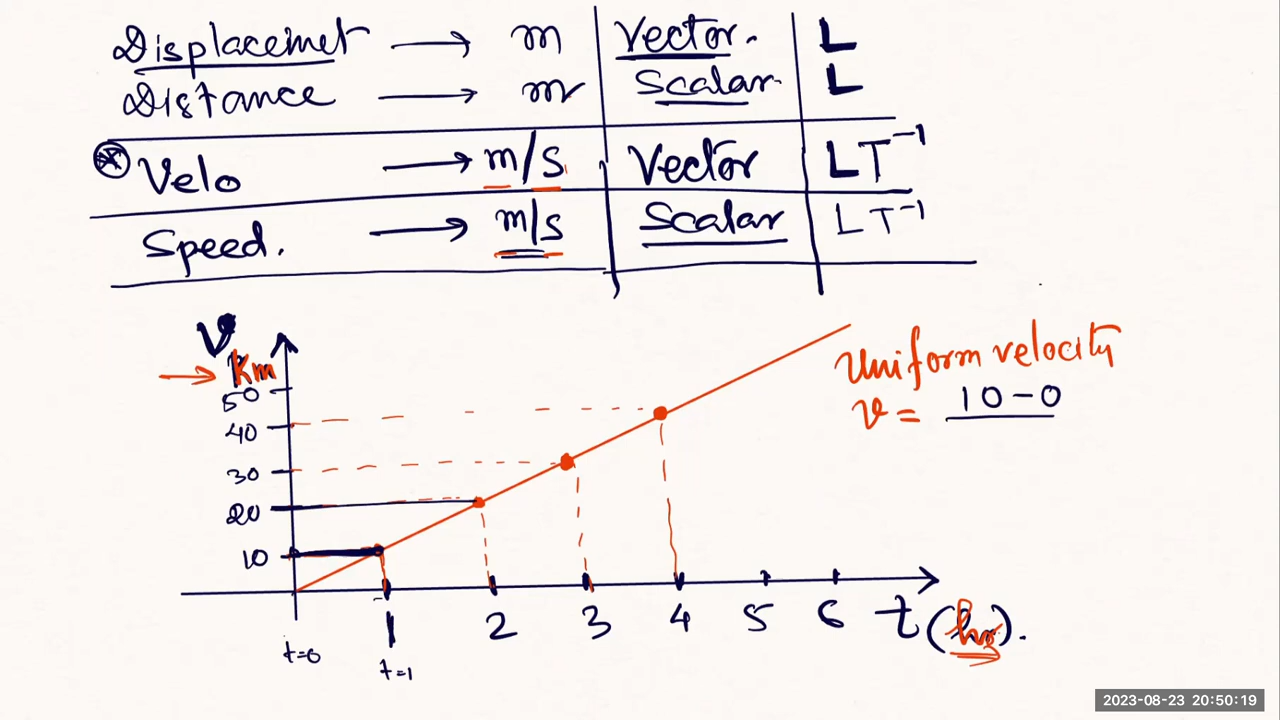 Displacemet → m Vector. L
Distance → m Scalar. L
Velo → m/s. Vector LT⁻¹
Speed. → m/s Scalar LT⁻¹
V
→ Km
50
40
30
20
10
1 2 3 4 5 6 t (hr).
t=0 t=1
Uniform velocity
v = 10-0
2023-08-23 20:50:19